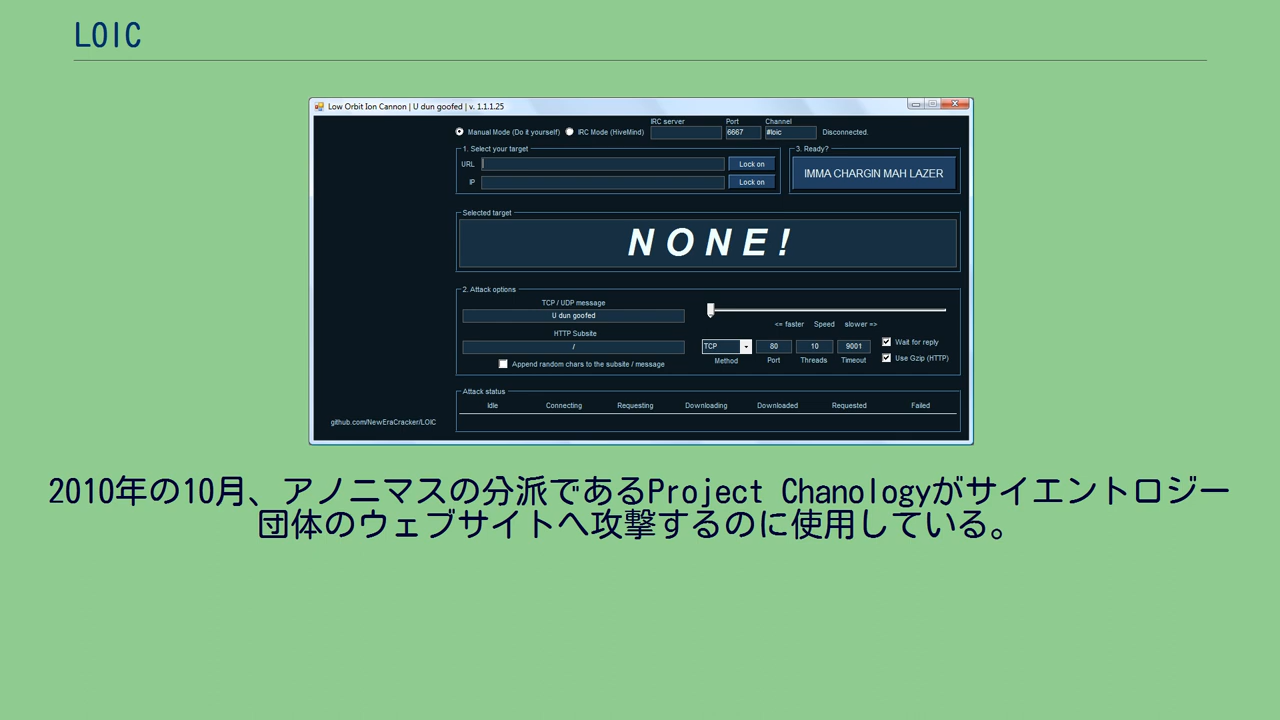 LOIC
Low Orbit Ion Cannon | U dun goofed | v. 1.1.1.25
Manual Mode (Do it yourself) IRC Mode (HiveMind) IRC server Port 6667 Channel #loic Disconnected.
1. Select your target
URL Lock on
IP Lock on
3. Ready?
IMMA CHARGIN MAH LAZER
Selected target
NONE!
2. Attack options
TCP / UDP message
U dun goofed
HTTP Subsite
/
Append random chars to the subsite / message
<= faster Speed slower =>
TCP 80 10 9001
Method Port Threads Timeout
Wait for reply
Use Gzip (HTTP)
Attack status
Idle Connecting Requesting Downloading Downloaded Requested Failed
github.com/NewEraCracker/LOIC
2010年の10月、アノニマスの分派であるProject Chanologyがサイエントロジー
団体のウェブサイトへ攻撃するのに使用している。